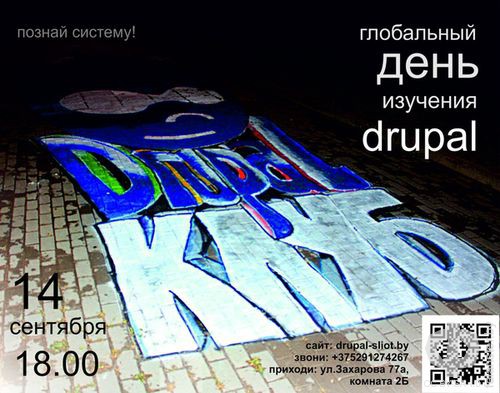 познай систему!
глобальный
день
изучения
drupal
Drupal
КЛУБ
14
сентября
18.00
сайт: drupal-sliot.by
звони: +375291274267
приходи: ул.Захарова 77а,
комната 2Б